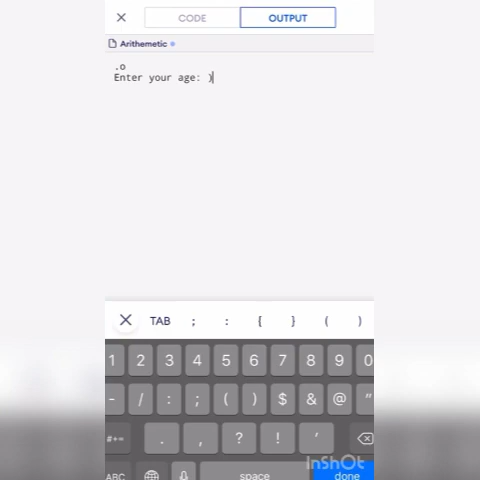 CODE OUTPUT
Arithemetic
.o
Enter your age: )
TAB ; : { } ( )
1 2 3 4 5 6 7 8 9 0
- / : ; ( ) $ & @ "
#+= . , ? ! '
ABC space done
InShOt